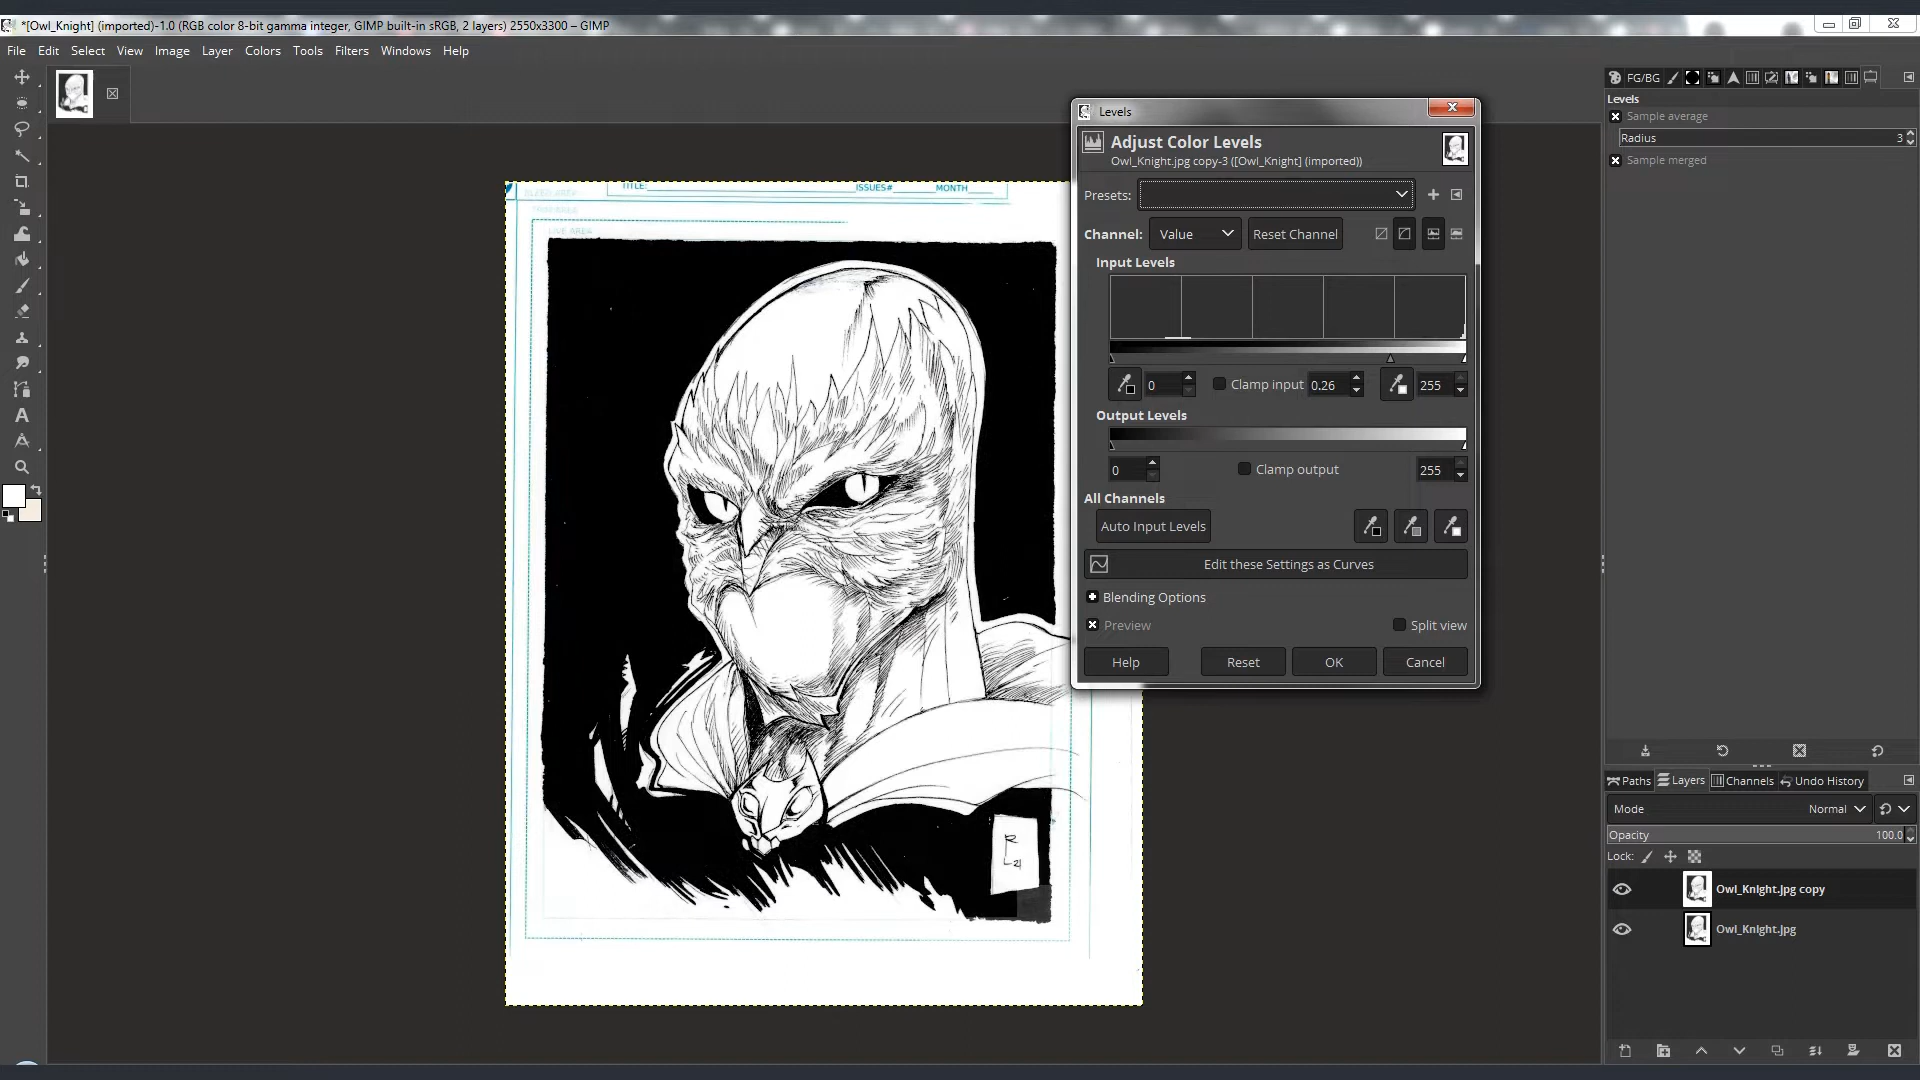 *[Owl_Knight] (imported)-1.0 (RGB color 8-bit gamma integer, GIMP built-in sRGB, 2 layers) 2550x3300 – GIMP
File Edit Select View Image Layer Colors Tools Filters Windows Help
FG/BG
Levels
Sample average
Radius 3
Sample merged
Levels
Adjust Color Levels
Owl_Knight.jpg copy-3 ([Owl_Knight] (imported))
Presets:
Channel: Value Reset Channel
Input Levels
0 Clamp input 0.26 255
Output Levels
0 Clamp output 255
All Channels
Auto Input Levels
Edit these Settings as Curves
Blending Options
Preview Split view
Help Reset OK Cancel
BLEED AREA
TITLE: ISSUES# MONTH
LIVE AREA
RL21
Paths Layers Channels Undo History
Mode Normal
Opacity 100.0
Lock:
Owl_Knight.jpg copy
Owl_Knight.jpg